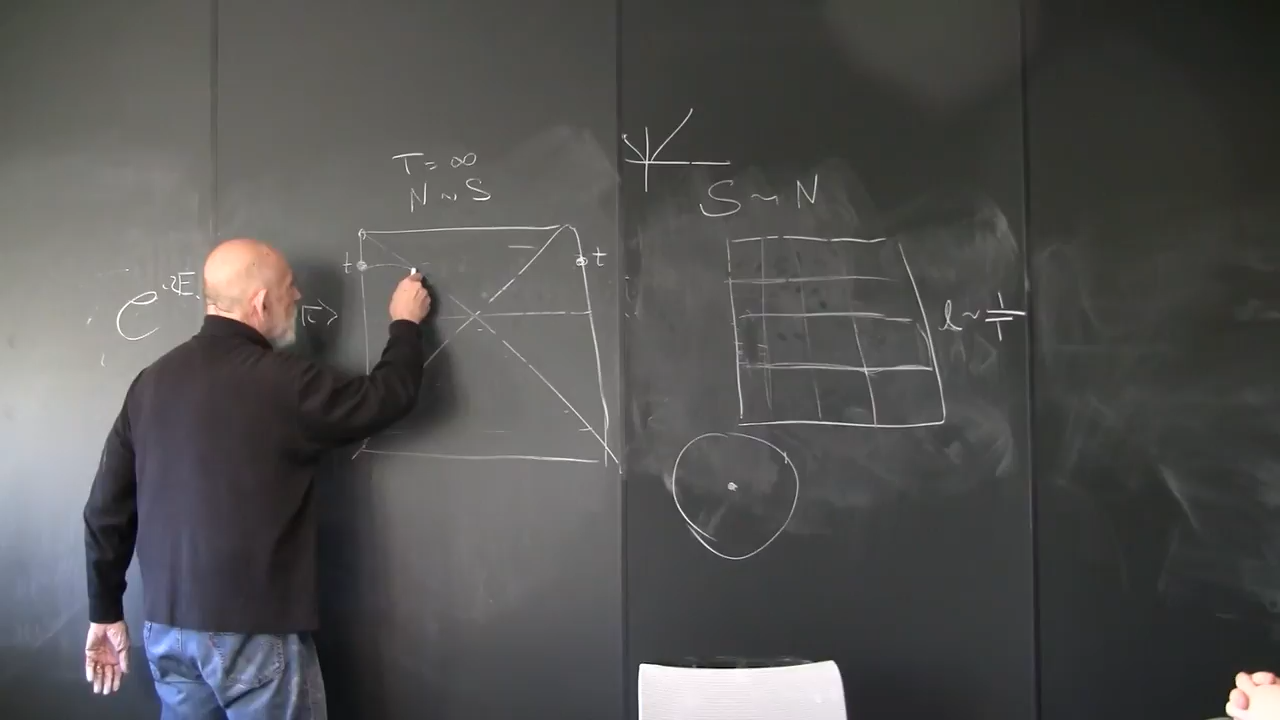 T = ∞
N ~ S
t
t
S ~ N
l ~ 1/T